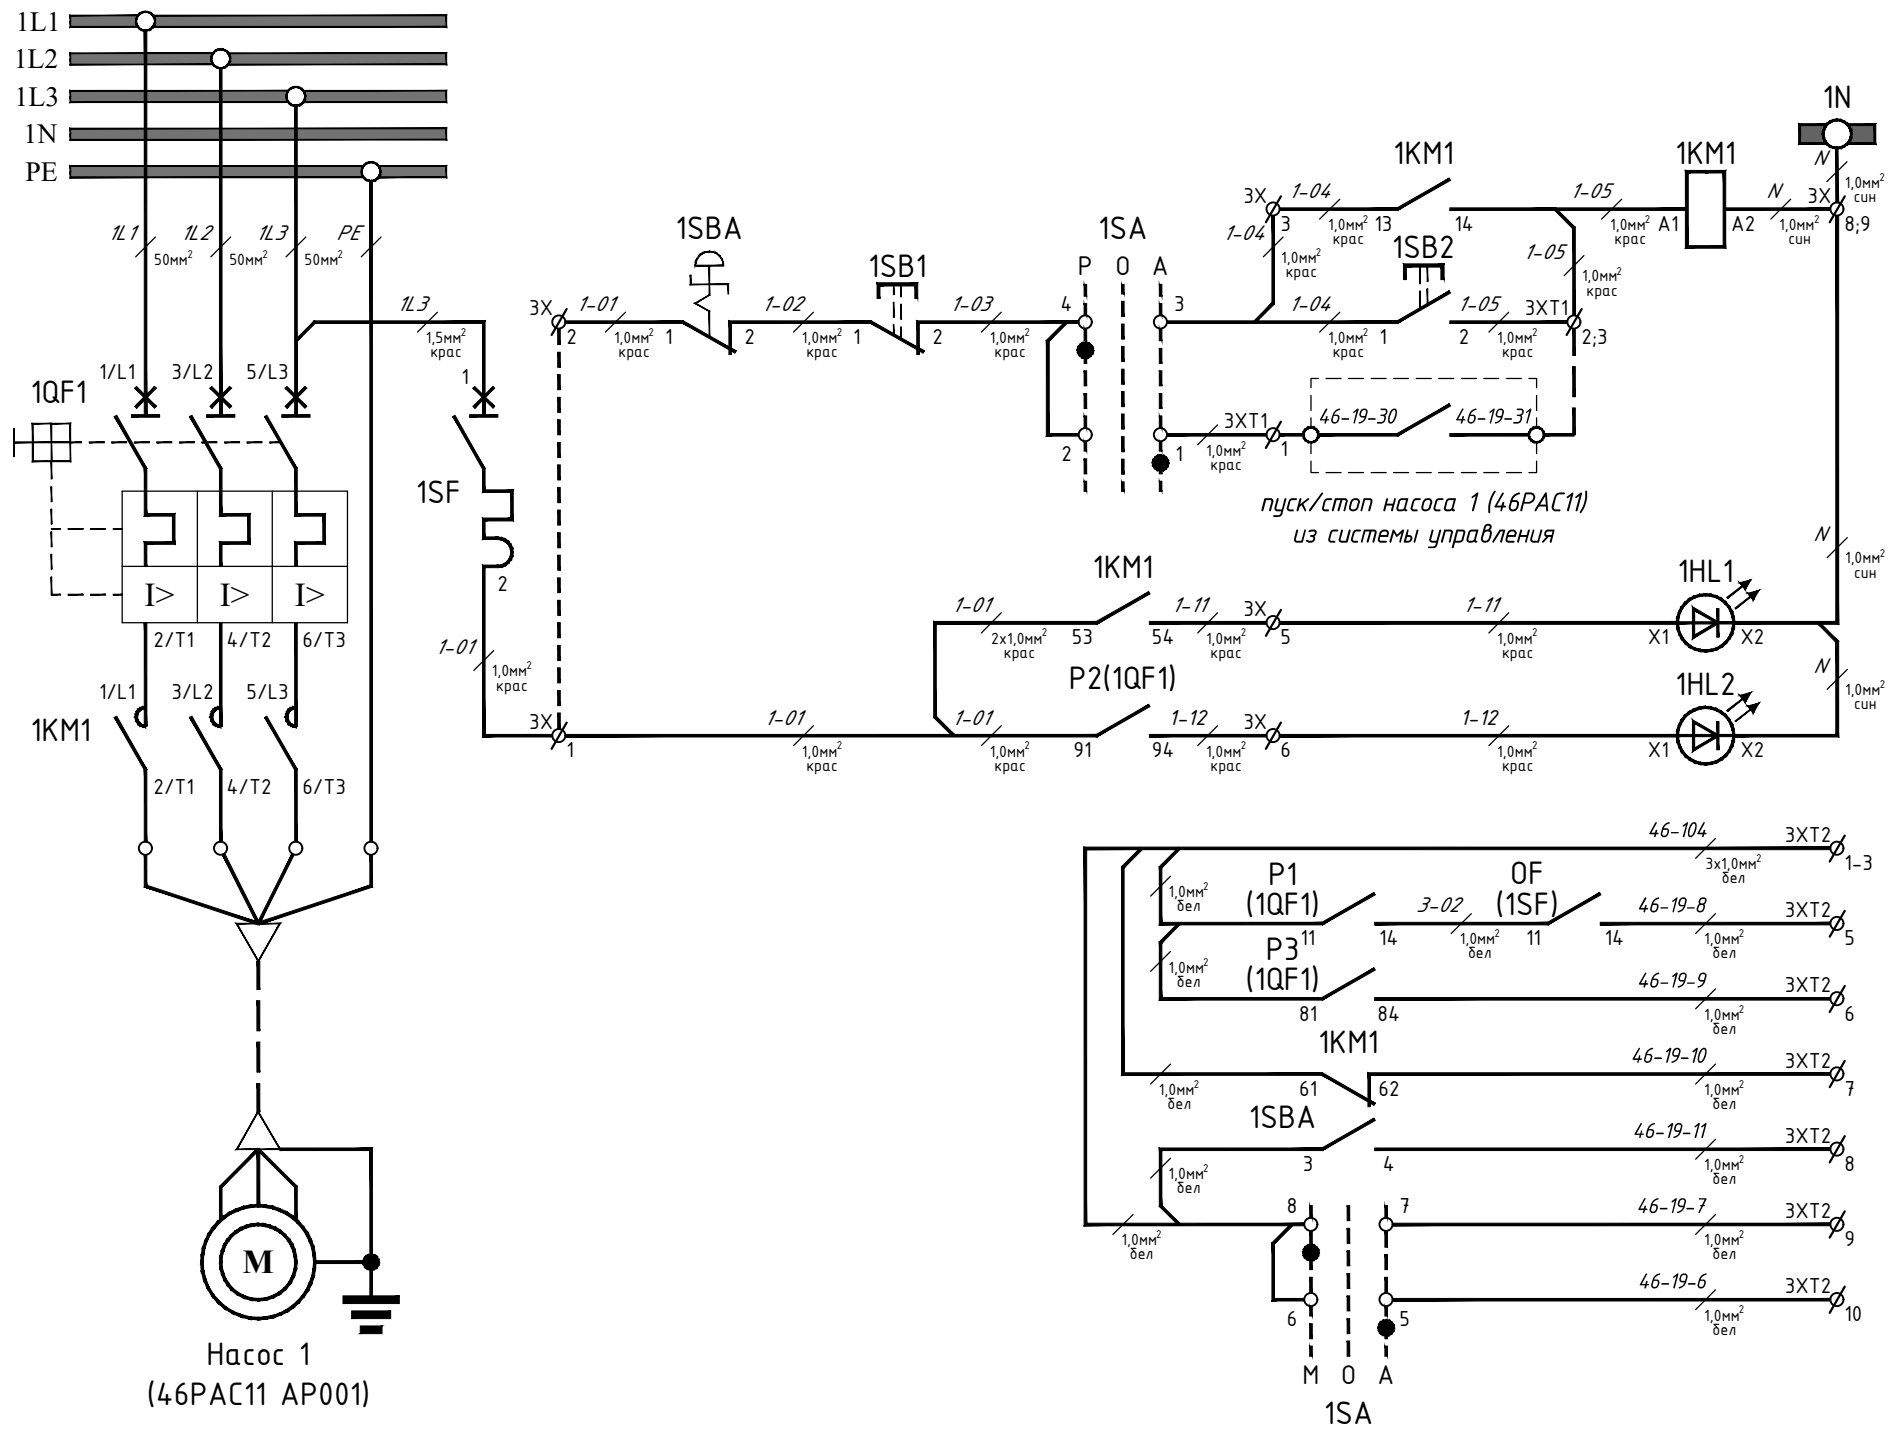 1L1
1L2
1L3
1N
PE
1L1
50мм²
1L2
50мм²
1L3
50мм²
PE
1QF1
1/L1
3/L2
5/L3
I>
I>
I>
2/T1
4/T2
6/T3
1KM1
1/L1
3/L2
5/L3
2/T1
4/T2
6/T3
M
Насос 1
(46PAC11 AP001)
1L3
1,5мм²
крас
1
1SF
2
1-01
1,0мм²
крас
3X
2
1-01
1,0мм²
крас
1SBA
1
2
1-02
1,0мм²
крас
1SB1
1
2
1-03
1,0мм²
крас
1SA
P
O
A
4
3
2
1
3X
3
1-04
1,0мм²
крас
1-04
1,0мм²
крас
1KM1
13
14
1-05
1,0мм²
крас
1KM1
A1
A2
N
1,0мм²
син
1N
N
1,0мм²
син
3X
8;9
1-04
1,0мм²
крас
1SB2
1
2
1-05
1,0мм²
крас
1-05
1,0мм²
крас
3XT1
2;3
1,0мм²
крас
3XT1
1
46-19-30
46-19-31
пуск/стоп насоса 1 (46PAC11)
из системы управления
N
1,0мм²
син
1-01
2x1,0мм²
крас
1KM1
53
54
1-11
1,0мм²
крас
3X
5
1-11
1,0мм²
крас
1HL1
X1
X2
3X
1
1-01
1,0мм²
крас
1-01
1,0мм²
крас
P2(1QF1)
91
94
1-12
1,0мм²
крас
3X
6
1-12
1,0мм²
крас
1HL2
X1
X2
N
1,0мм²
син
46-104
3x1,0мм²
бел
3XT2
1-3
1,0мм²
бел
P1
(1QF1)
11
14
3-02
1,0мм²
бел
OF
(1SF)
11
14
46-19-8
1,0мм²
бел
3XT2
5
1,0мм²
бел
P3
(1QF1)
81
84
46-19-9
1,0мм²
бел
3XT2
6
1,0мм²
бел
1KM1
61
62
46-19-10
1,0мм²
бел
3XT2
7
1,0мм²
бел
1SBA
3
4
46-19-11
1,0мм²
бел
3XT2
8
1,0мм²
бел
8
7
46-19-7
1,0мм²
бел
3XT2
9
6
5
46-19-6
1,0мм²
бел
3XT2
10
M
O
A
1SA